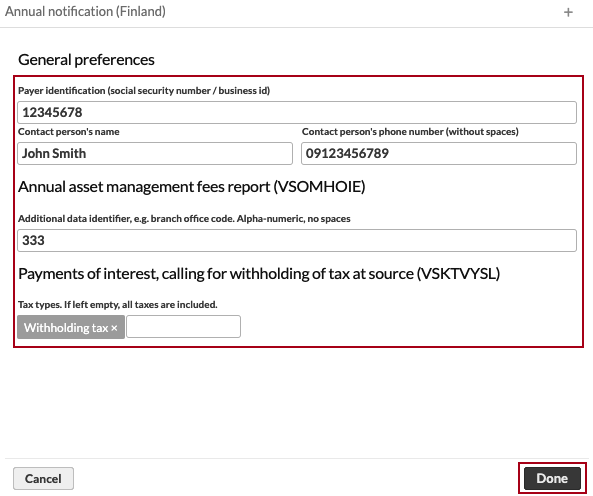 Annual notification (Finland) +
General preferences
Payer identification (social security number / business id)
12345678
Contact person's name Contact person's phone number (without spaces)
John Smith 09123456789
Annual asset management fees report (VSOMHOIE)
Additional data identifier, e.g. branch office code. Alpha-numeric, no spaces
333
Payments of interest, calling for withholding of tax at source (VSKTVYSL)
Tax types. If left empty, all taxes are included.
Withholding tax ×
Cancel Done